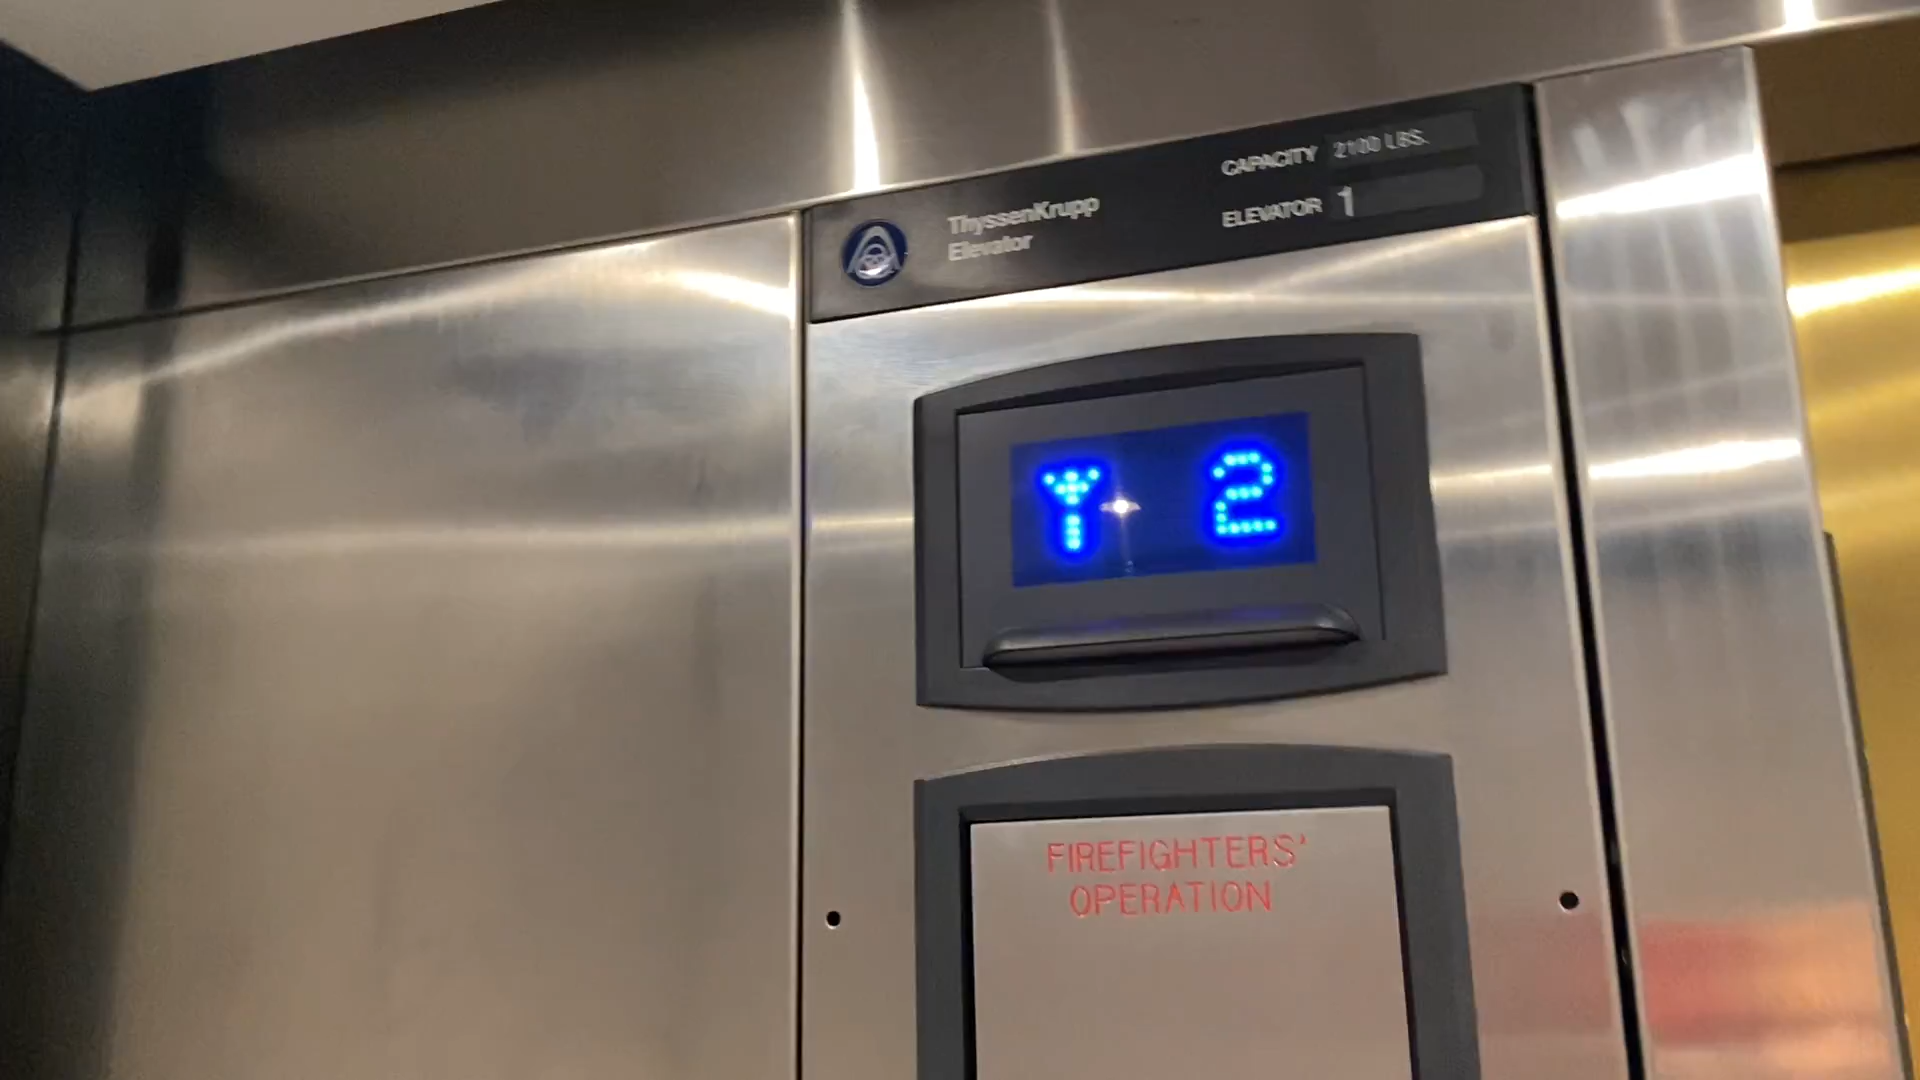 ThyssenKrupp
Elevator
CAPACITY 2100 LBS.
ELEVATOR 1
2
FIREFIGHTERS'
OPERATION